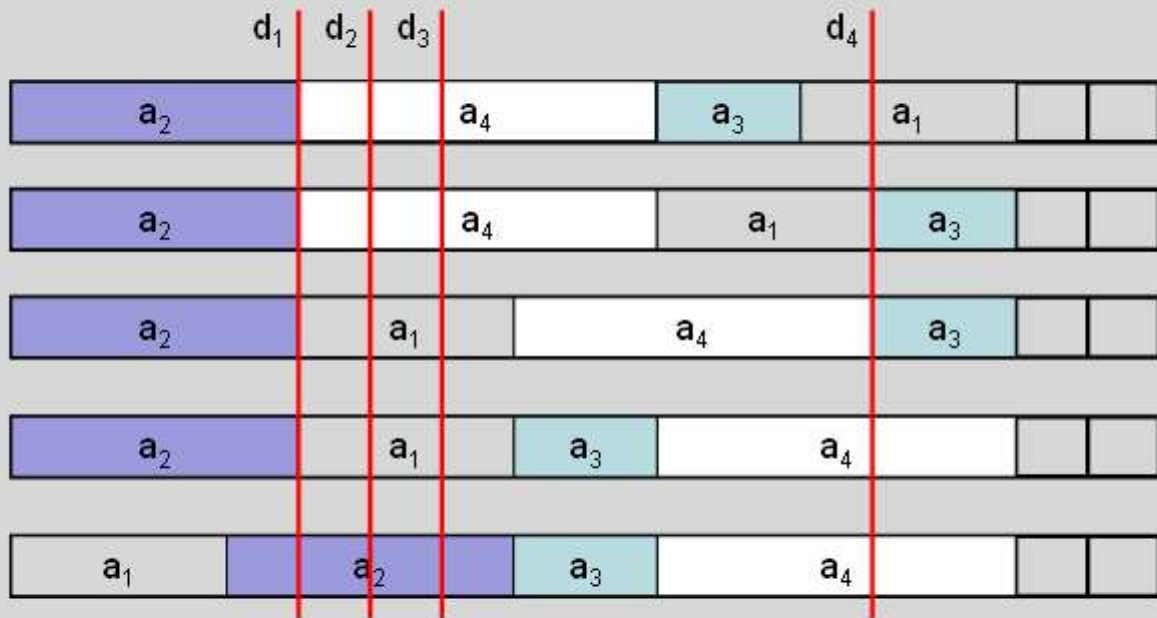 d₁ d₂ d₃ d₄
a₂ a₄ a₃ a₁
a₂ a₄ a₁ a₃
a₂ a₁ a₄ a₃
a₂ a₁ a₃ a₄
a₁ a₂ a₃ a₄